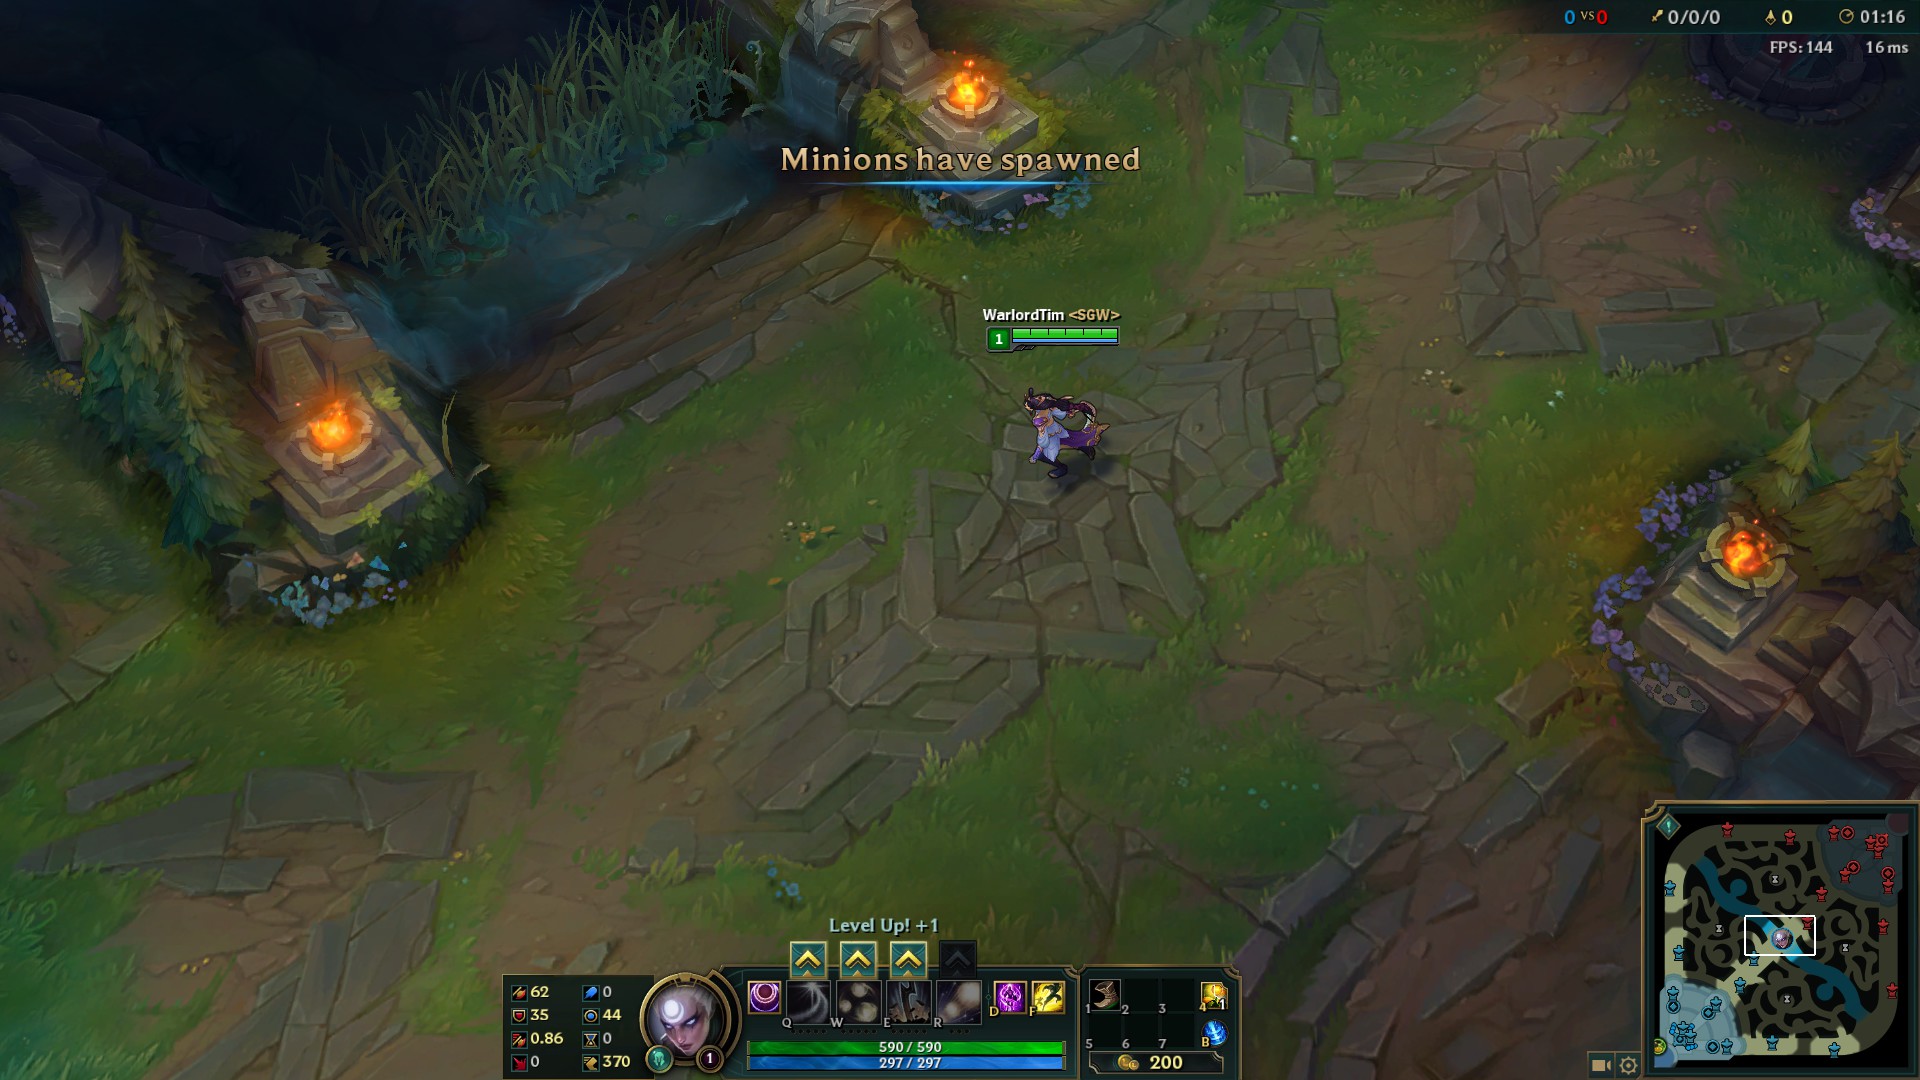 0 VS 0 0/0/0 0 01:16
FPS: 144 16 ms
Minions have spawned
WarlordTim <SGW>
1
Level Up! +1
62 0
35 44
0.86 0
0 370
1
Q W E R
D F
1 2 3 4 1
5 6 7 B
590 / 590
297 / 297
200